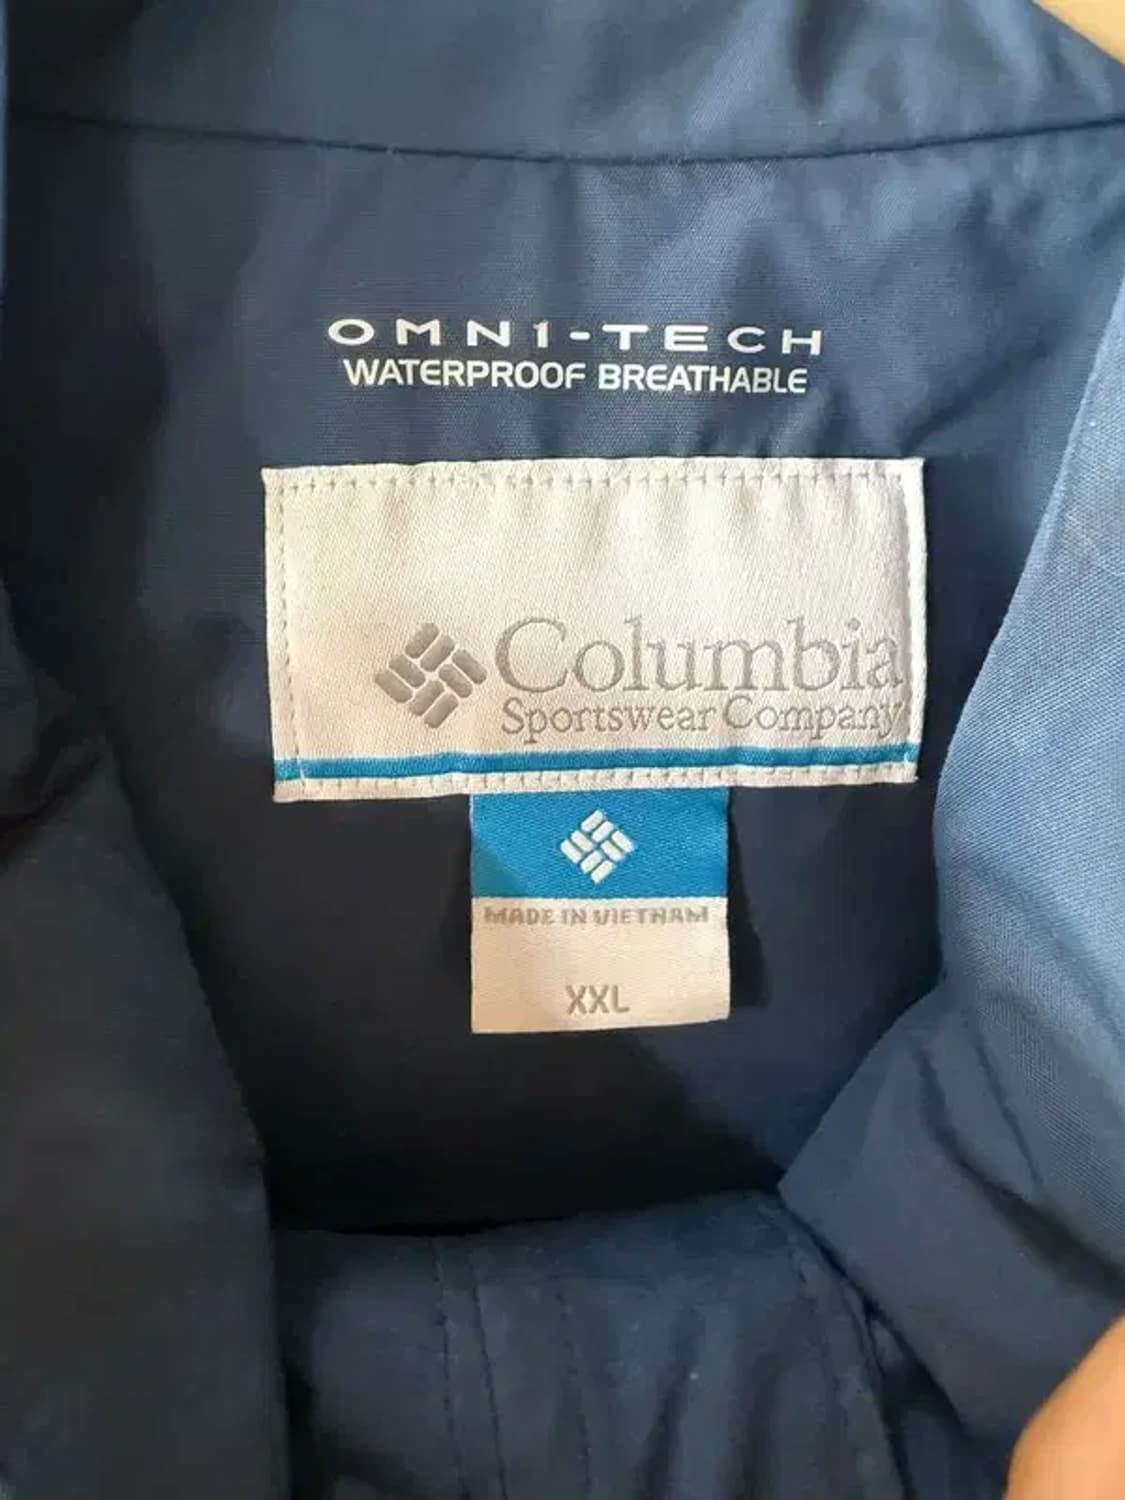 OMNI-TECH
WATERPROOF BREATHABLE
Columbia
Sportswear Company
MADE IN VIETNAM
XXL